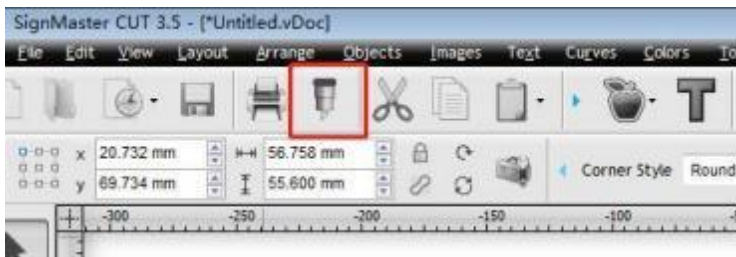 SignMaster CUT 3.5 - [*Untitled.vDoc]
File Edit View Layout Arrange Objects Images Text Curves Colors To
x 20.732 mm 56.758 mm
y 69.734 mm 55.600 mm
Corner Style Round
-300 -250 -200 -150 -100